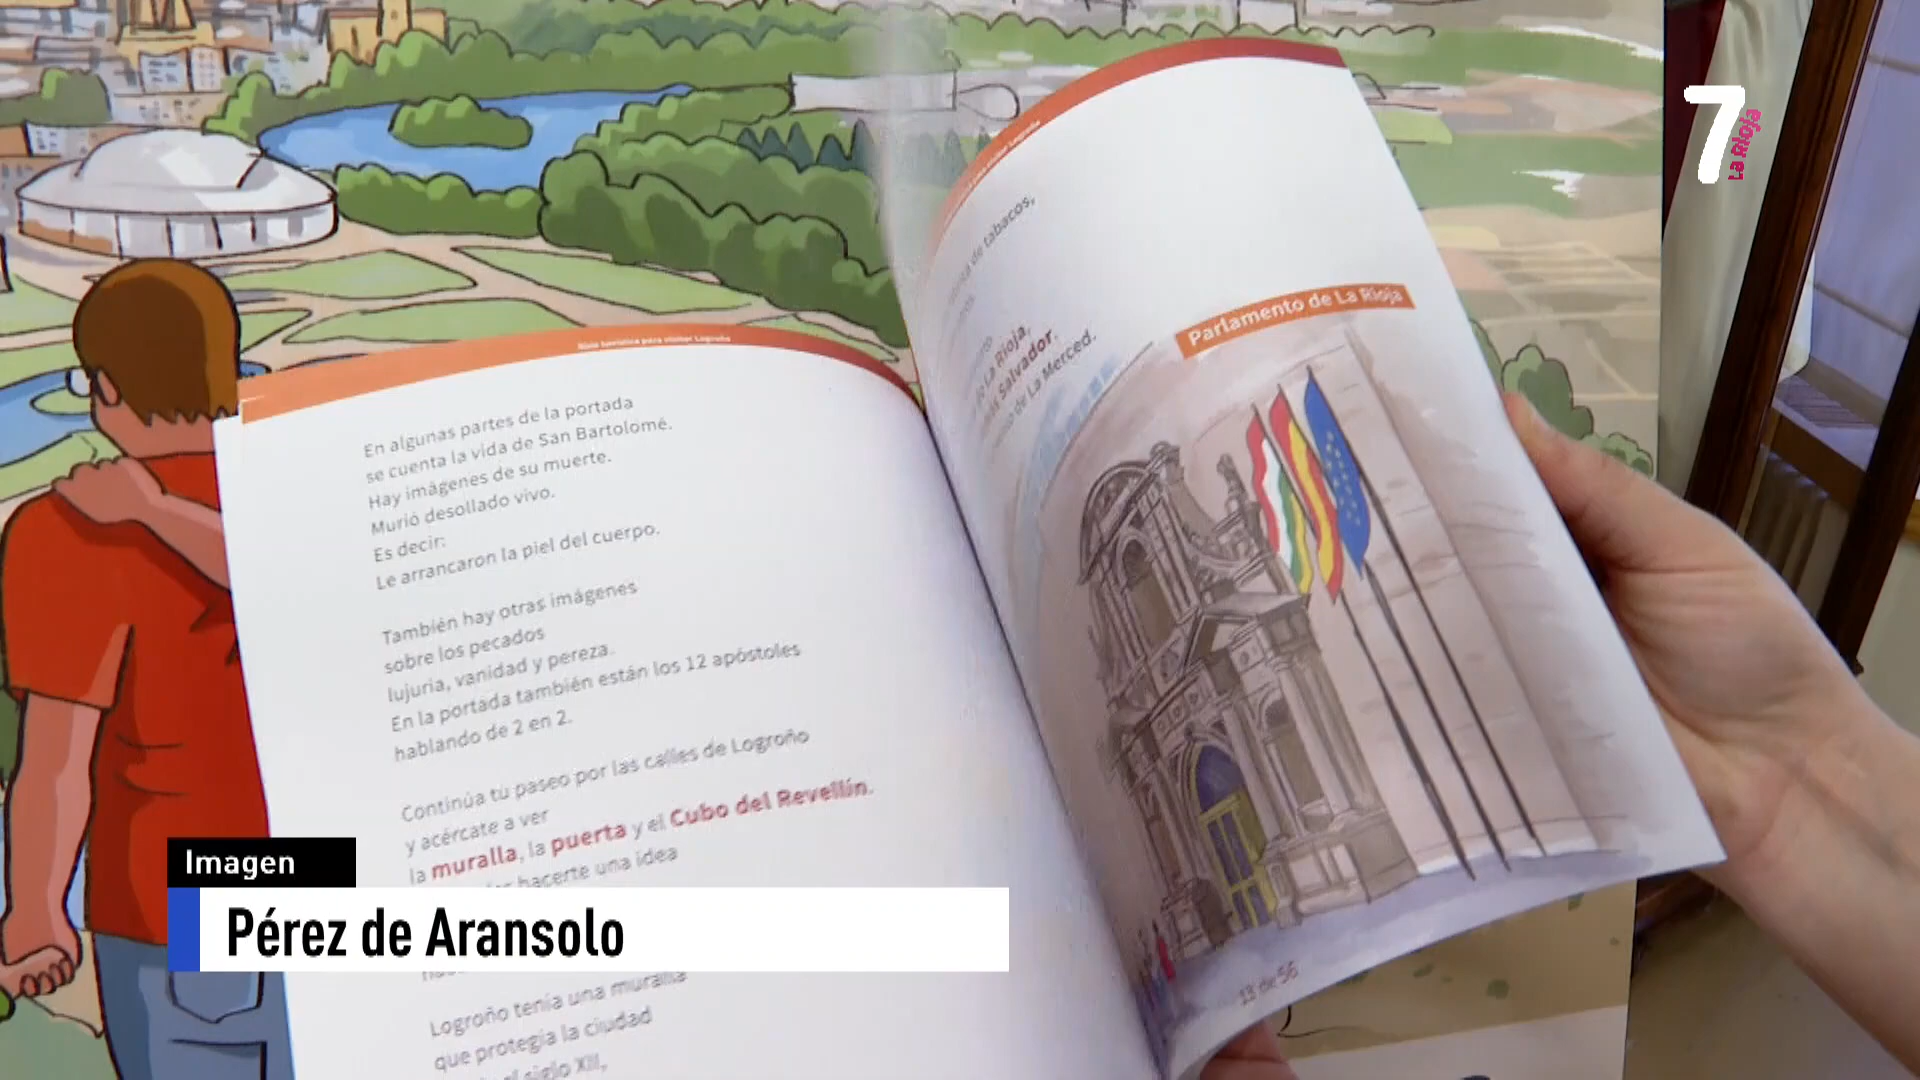 7
La Rioja
Guía turística para visitar Logroño
En algunas partes de la portada
se cuenta la vida de San Bartolomé.
Hay imágenes de su muerte.
Murió desollado vivo.
Es decir:
Le arrancaron la piel del cuerpo.
También hay otras imágenes
sobre los pecados
lujuria, vanidad y pereza.
En la portada también están los 12 apóstoles
hablando de 2 en 2.
Continúa tu paseo por las calles de Logroño
y acércate a ver
la muralla, la puerta y el Cubo del Revellín.
hacerte una idea
Logroño tenía una muralla
que protegía la ciudad
el siglo XII,
de tabacos,
de La Rioja,
Salvador.
de La Merced.
Parlamento de La Rioja
13 de 56
Imagen
Pérez de Aransolo